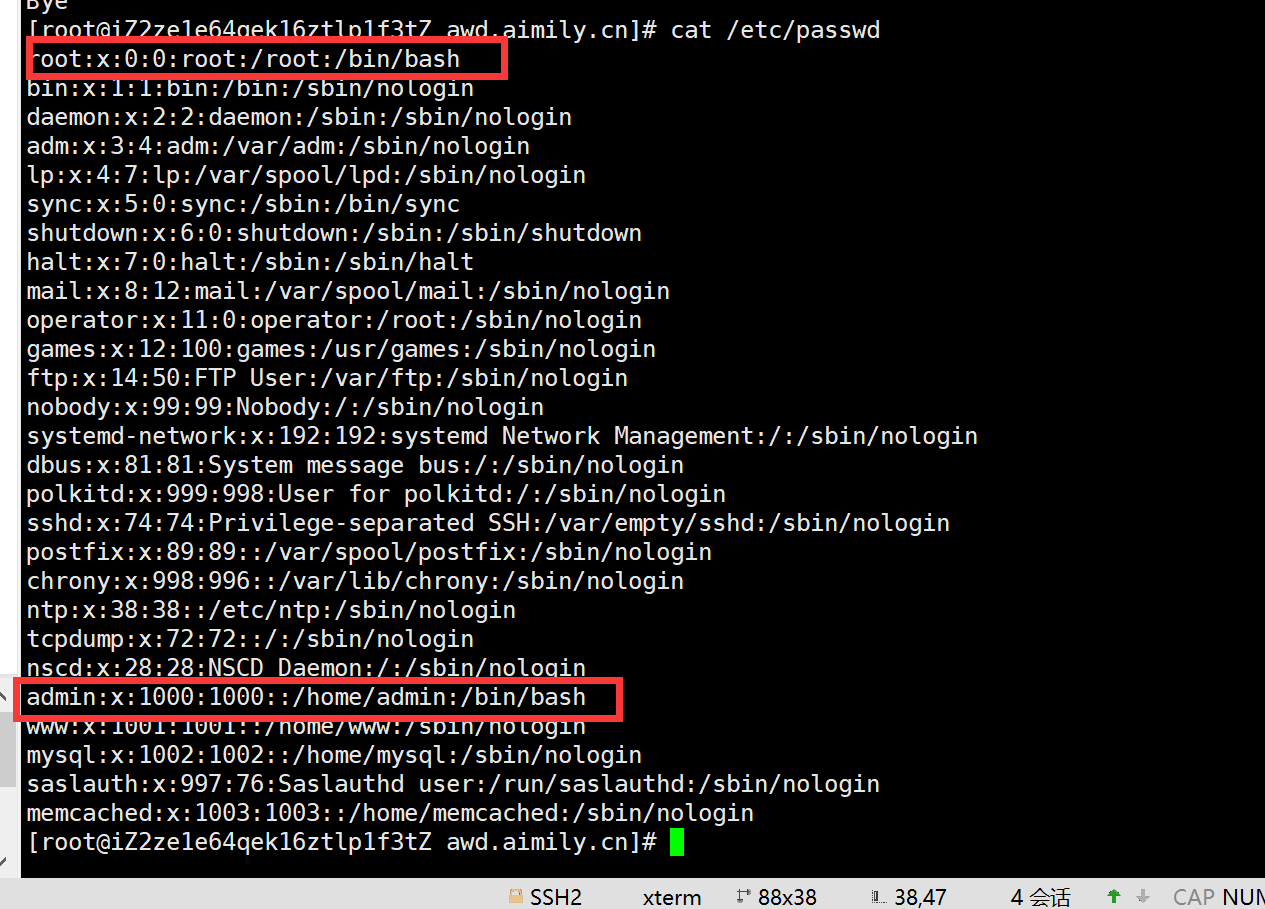 Bye
[root@iZ2ze1e64qek16ztlp1f3tZ awd.aimily.cn]# cat /etc/passwd
root:x:0:0:root:/root:/bin/bash
bin:x:1:1:bin:/bin:/sbin/nologin
daemon:x:2:2:daemon:/sbin:/sbin/nologin
adm:x:3:4:adm:/var/adm:/sbin/nologin
lp:x:4:7:lp:/var/spool/lpd:/sbin/nologin
sync:x:5:0:sync:/sbin:/bin/sync
shutdown:x:6:0:shutdown:/sbin:/sbin/shutdown
halt:x:7:0:halt:/sbin:/sbin/halt
mail:x:8:12:mail:/var/spool/mail:/sbin/nologin
operator:x:11:0:operator:/root:/sbin/nologin
games:x:12:100:games:/usr/games:/sbin/nologin
ftp:x:14:50:FTP User:/var/ftp:/sbin/nologin
nobody:x:99:99:Nobody:/:/sbin/nologin
systemd-network:x:192:192:systemd Network Management:/:/sbin/nologin
dbus:x:81:81:System message bus:/:/sbin/nologin
polkitd:x:999:998:User for polkitd:/:/sbin/nologin
sshd:x:74:74:Privilege-separated SSH:/var/empty/sshd:/sbin/nologin
postfix:x:89:89::/var/spool/postfix:/sbin/nologin
chrony:x:998:996::/var/lib/chrony:/sbin/nologin
ntp:x:38:38::/etc/ntp:/sbin/nologin
tcpdump:x:72:72::/:/sbin/nologin
nscd:x:28:28:NSCD Daemon:/:/sbin/nologin
admin:x:1000:1000::/home/admin:/bin/bash
www:x:1001:1001::/home/www:/sbin/nologin
mysql:x:1002:1002::/home/mysql:/sbin/nologin
saslauth:x:997:76:Saslauthd user:/run/saslauthd:/sbin/nologin
memcached:x:1003:1003::/home/memcached:/sbin/nologin
[root@iZ2ze1e64qek16ztlp1f3tZ awd.aimily.cn]#
SSH2 xterm 88x38 38,47 4 会话 CAP NUM